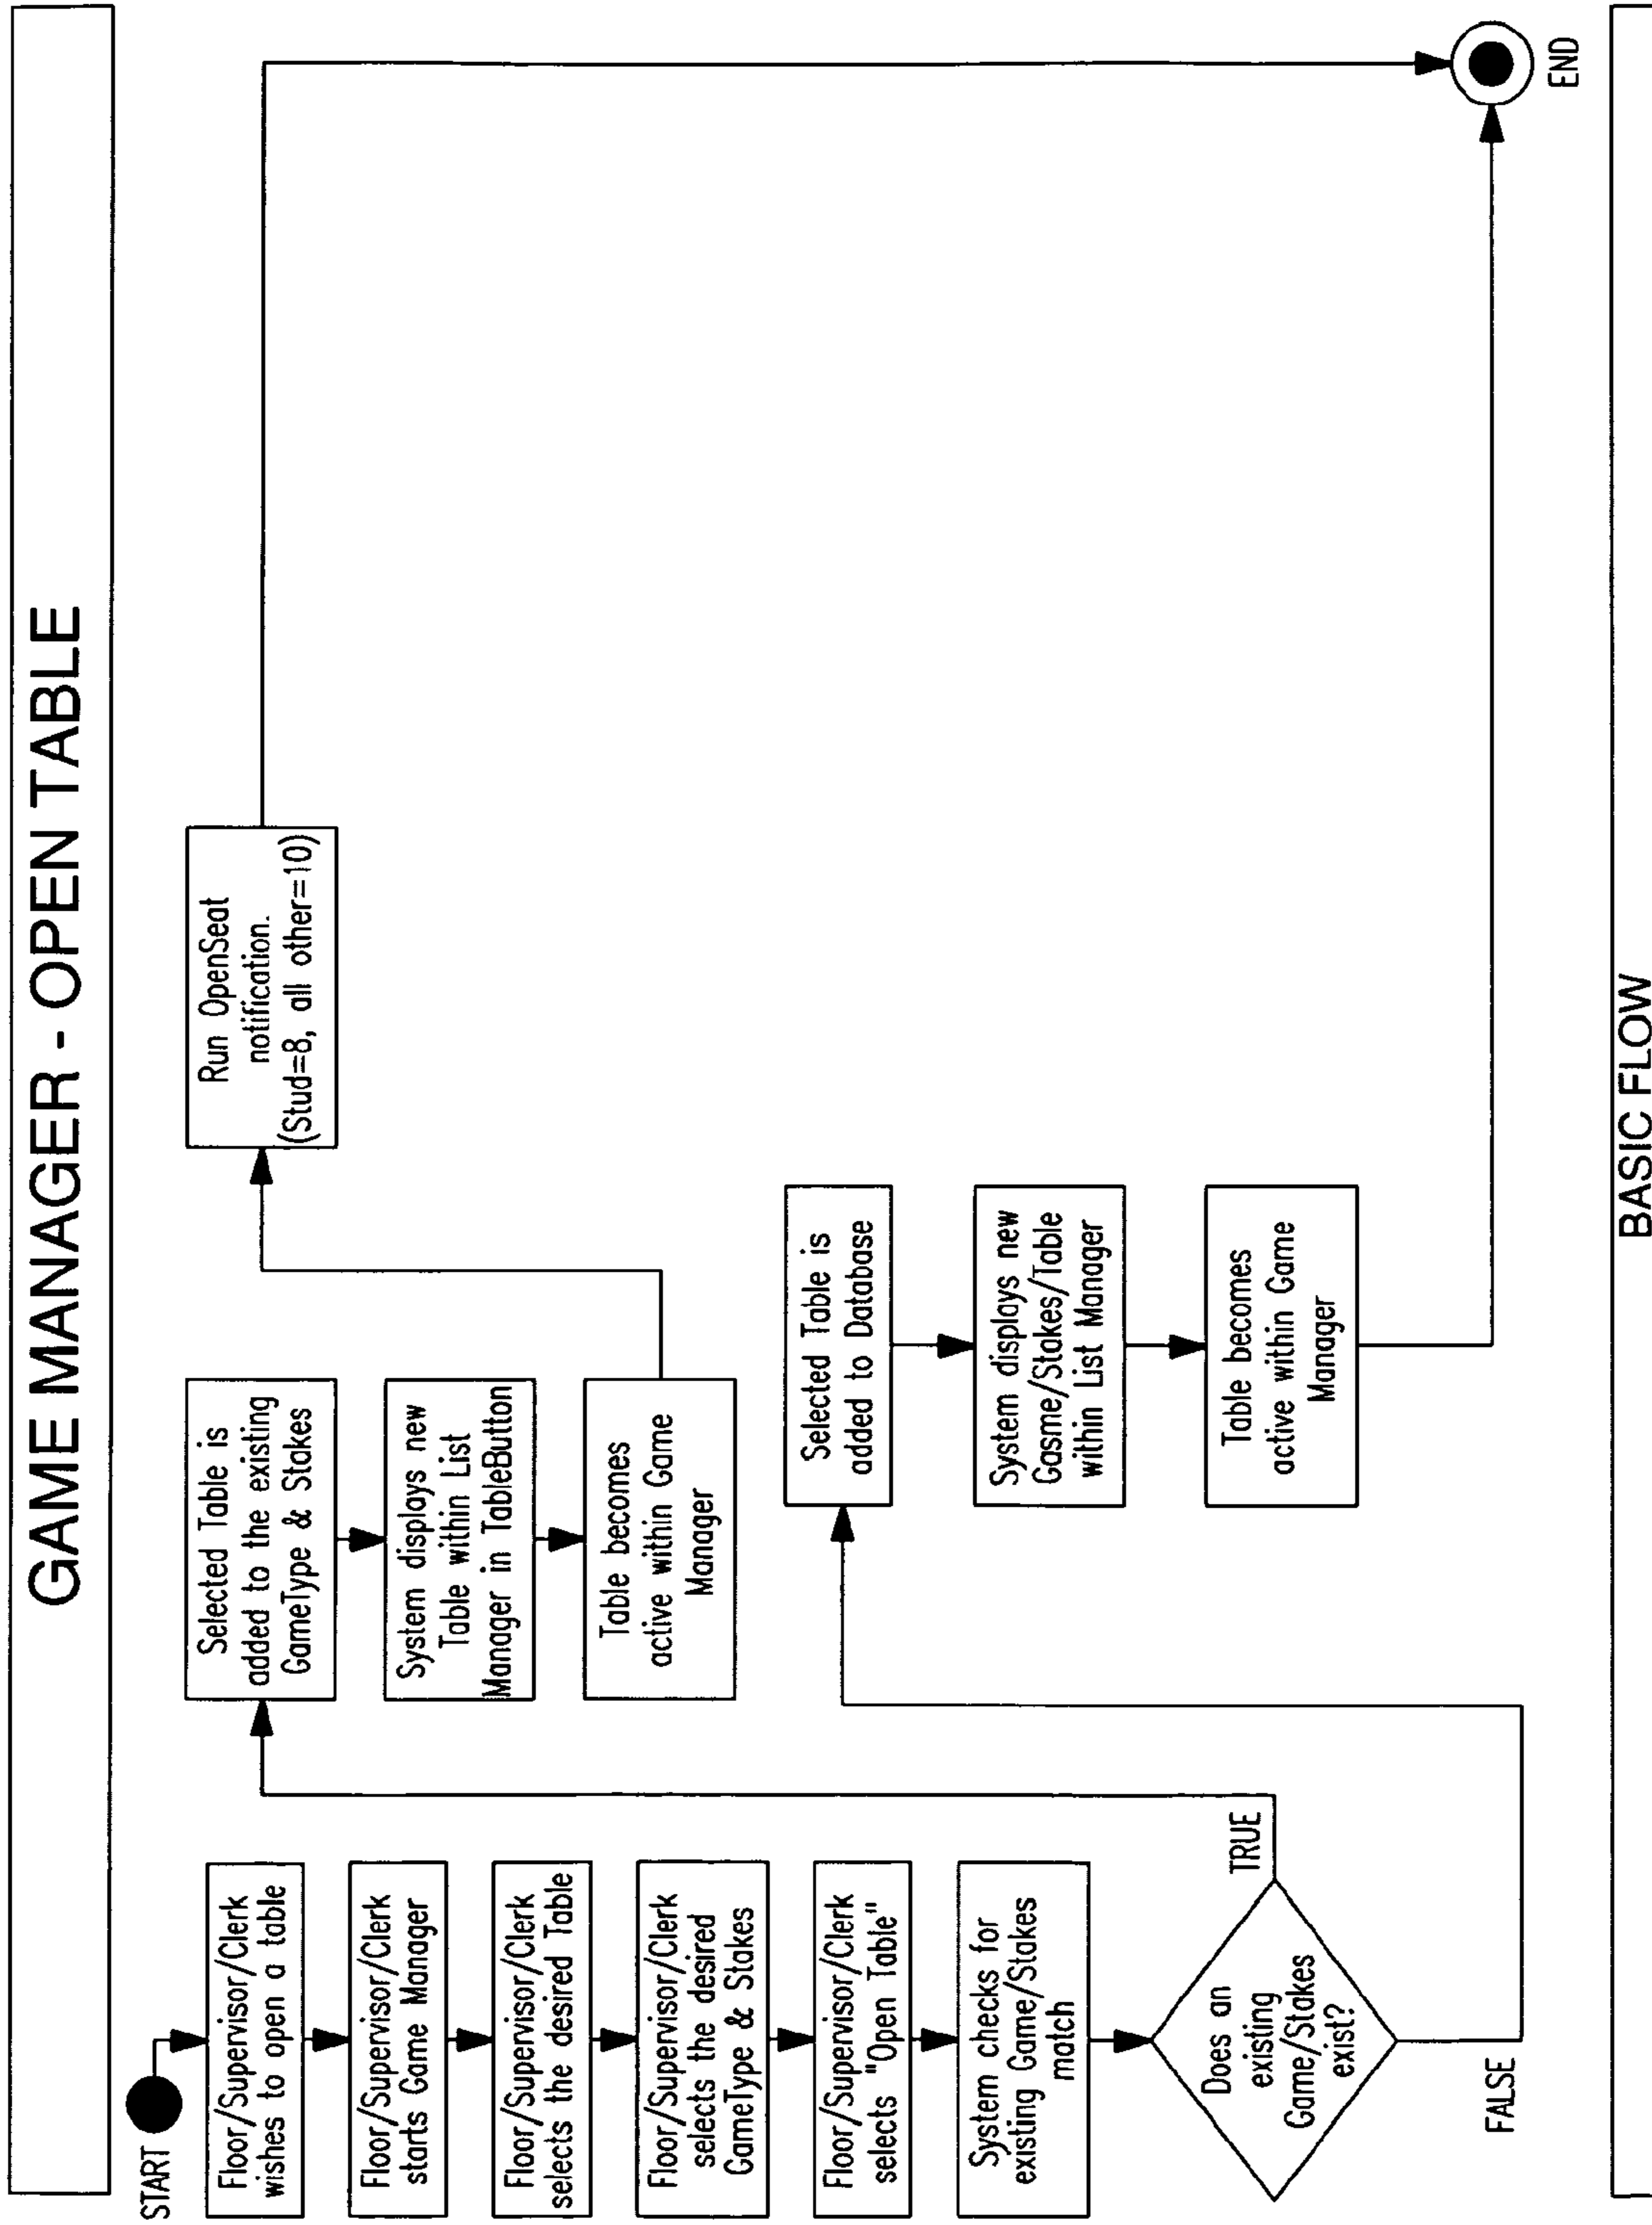 GAME MANAGER - OPEN TABLE
START
Floor/Supervisor/Clerk
wishes to open a table
Floor/Supervisor/Clerk
starts Game Manager
Floor/Supervisor/Clerk
selects the desired Table
Floor/Supervisor/Clerk
selects the desired
GameType & Stakes
Floor/Supervisor/Clerk
selects "Open Table"
System checks for
existing Game/Stakes
match
Does an
existing
Game/Stakes
exist?
TRUE
FALSE
Selected Table is
added to the existing
GameType & Stakes
System displays new
Table within List
Manager in TableButton
Table becomes
active within Game
Manager
Run OpenSeat
notification.
(Stud=8, all other=10)
Selected Table is
added to Database
System displays new
Gasme/Stakes/Table
within List Manager
Table becomes
active within Game
Manager
END
BASIC FLOW